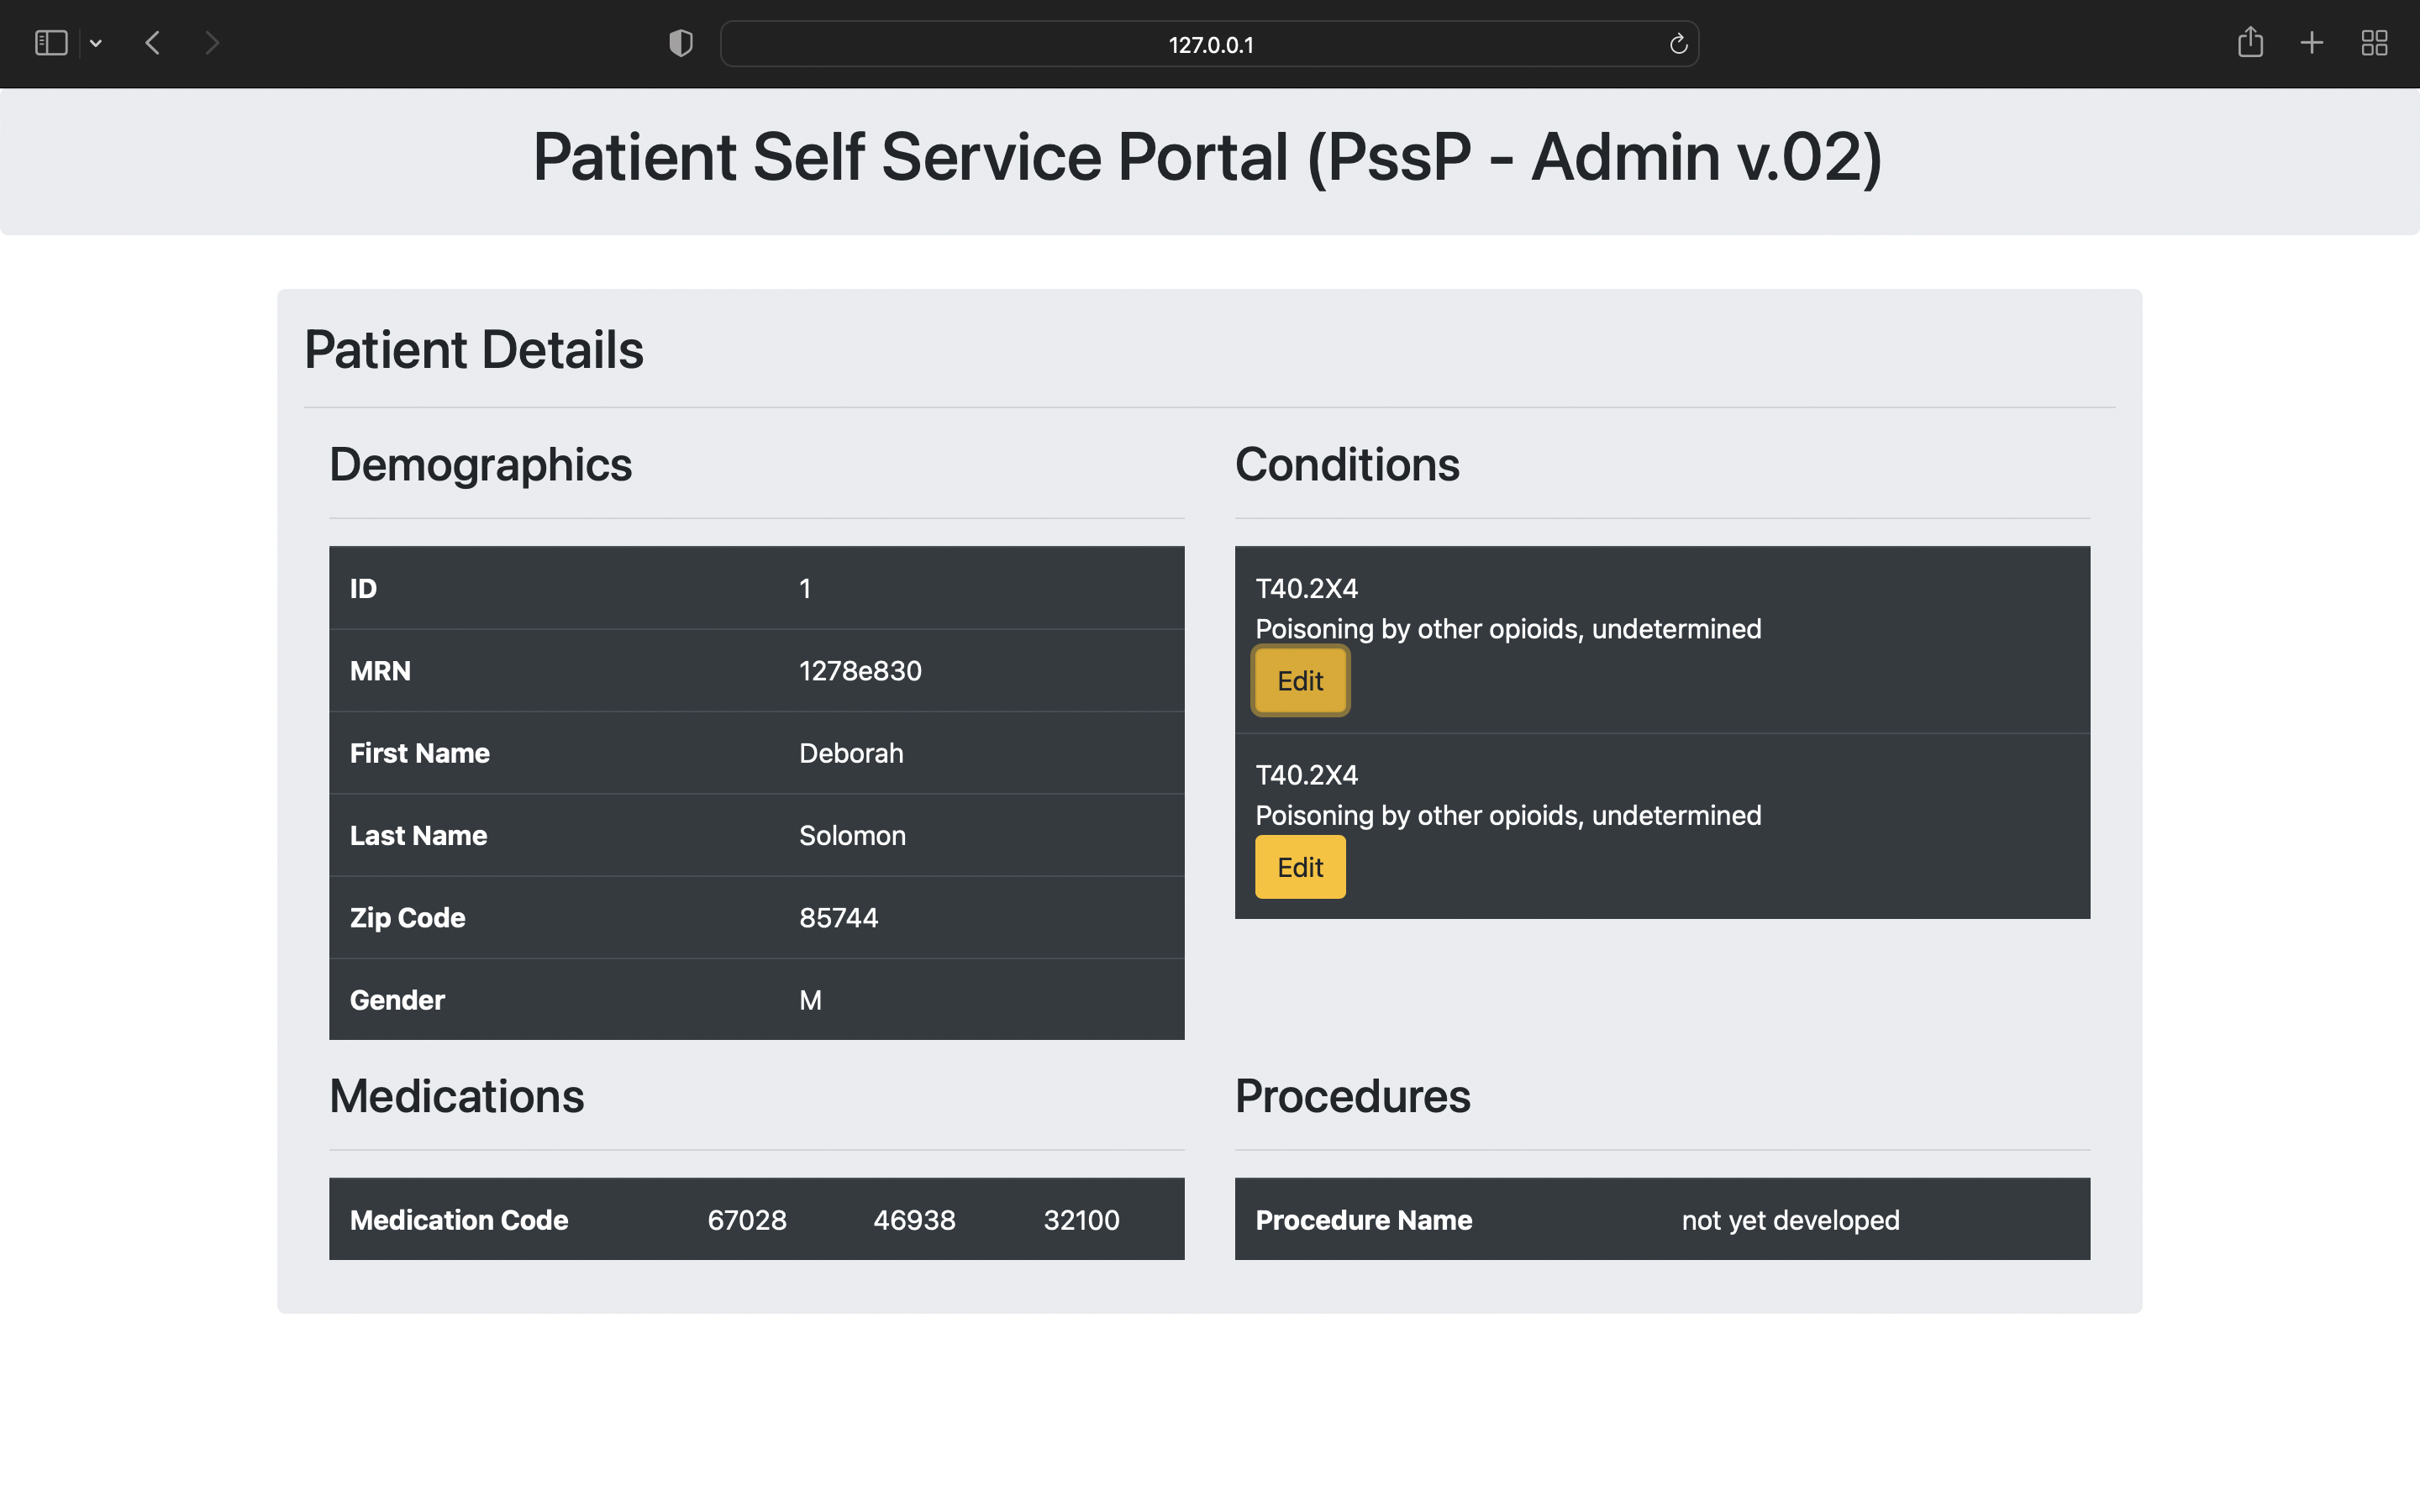 127.0.0.1
Patient Self Service Portal (PssP - Admin v.02)
Patient Details
Demographics
ID 1
MRN 1278e830
First Name Deborah
Last Name Solomon
Zip Code 85744
Gender M
Conditions
T40.2X4
Poisoning by other opioids, undetermined
Edit
T40.2X4
Poisoning by other opioids, undetermined
Edit
Medications
Medication Code 67028 46938 32100
Procedures
Procedure Name not yet developed